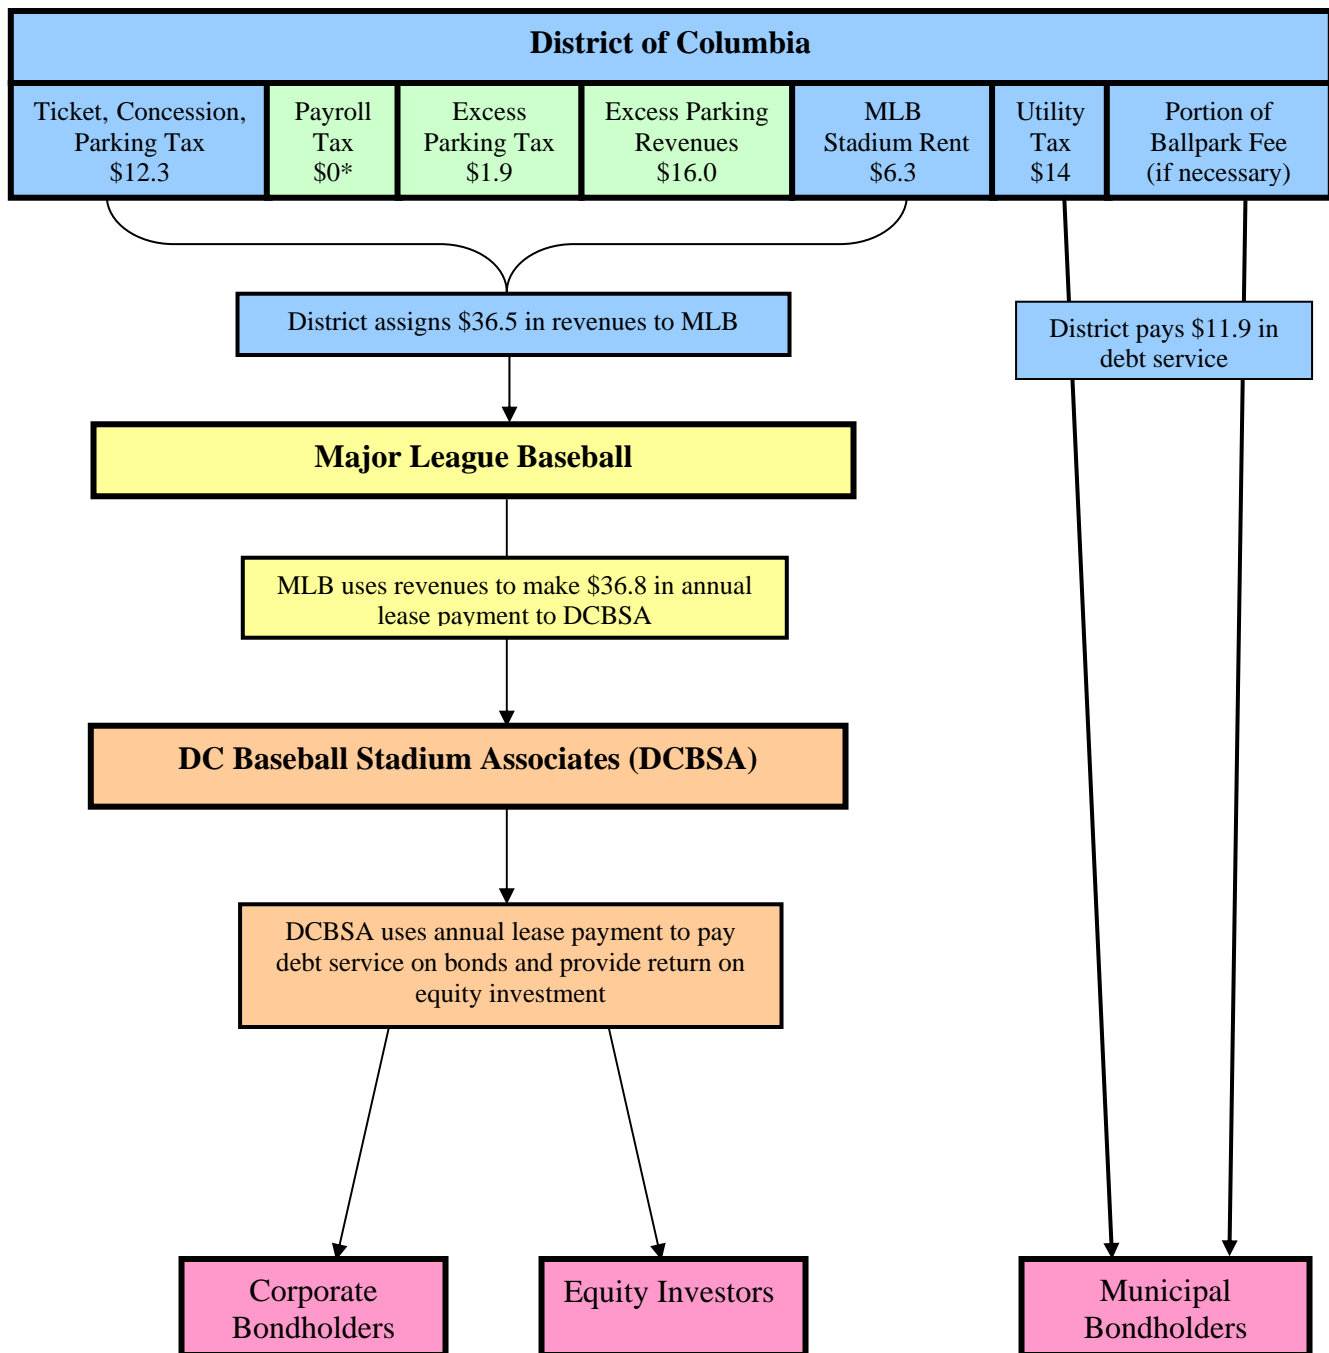 District of Columbia
Ticket, Concession,
Parking Tax
$12.3
Payroll
Tax
$0*
Excess
Parking Tax
$1.9
Excess Parking
Revenues
$16.0
MLB
Stadium Rent
$6.3
Utility
Tax
$14
Portion of
Ballpark Fee
(if necessary)
District assigns $36.5 in revenues to MLB
District pays $11.9 in
debt service
Major League Baseball
MLB uses revenues to make $36.8 in annual
lease payment to DCBSA
DC Baseball Stadium Associates (DCBSA)
DCBSA uses annual lease payment to pay
debt service on bonds and provide return on
equity investment
Corporate
Bondholders
Equity Investors
Municipal
Bondholders